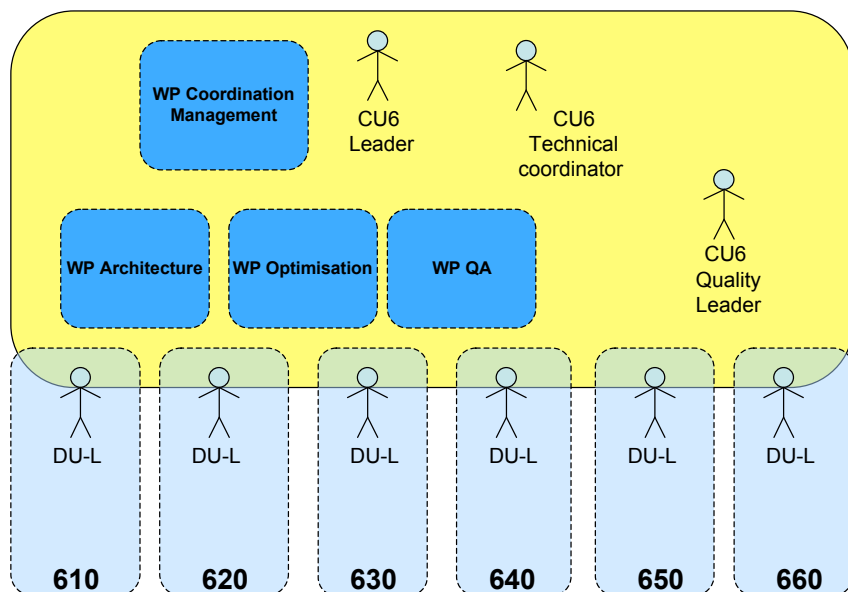 WP Coordination
Management
CU6
Leader
CU6
Technical
coordinator
CU6
Quality
Leader
WP Architecture
WP Optimisation
WP QA
DU-L
DU-L
DU-L
DU-L
DU-L
DU-L
610
620
630
640
650
660